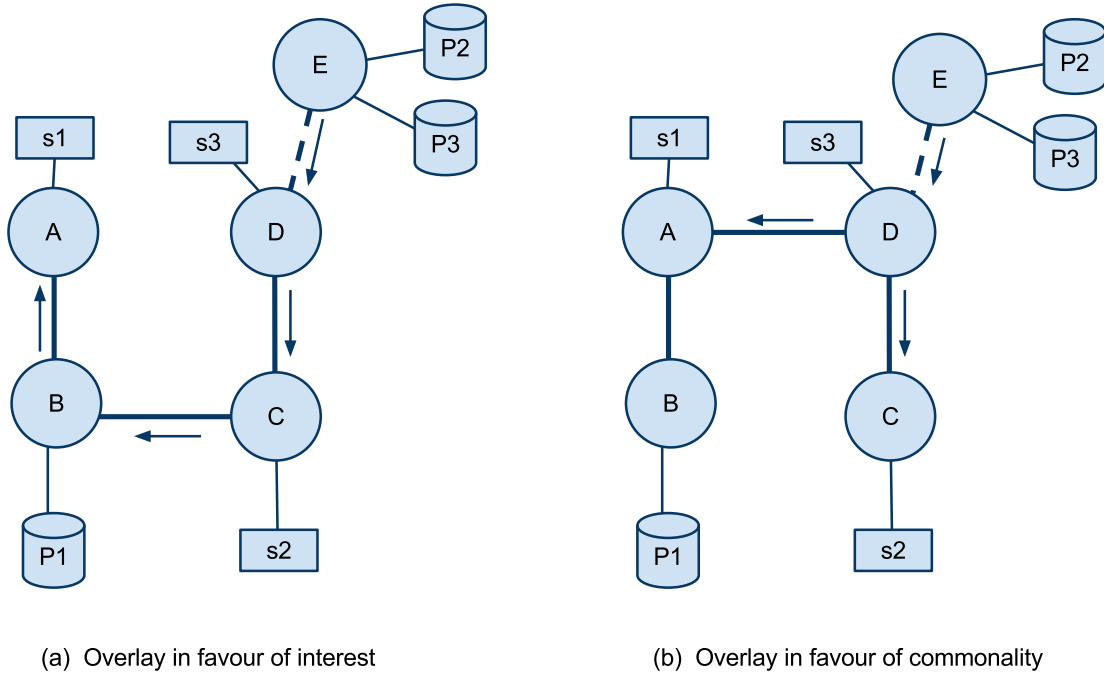 E
P2
P3
s1
s3
A
D
B
C
P1
s2
(a) Overlay in favour of interest
E
P2
P3
s1
s3
A
D
B
C
P1
s2
(b) Overlay in favour of commonality